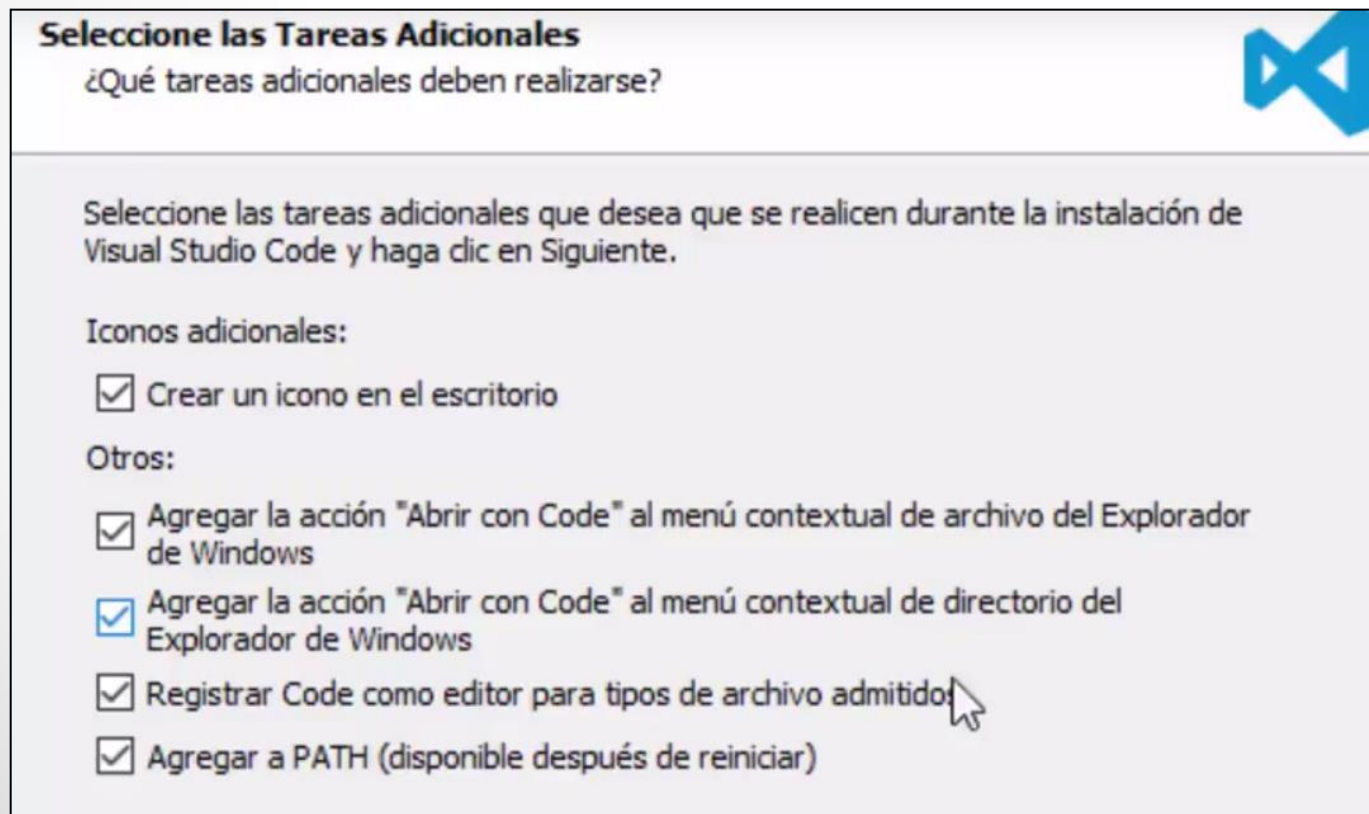 Seleccione las Tareas Adicionales
¿Qué tareas adicionales deben realizarse?
Seleccione las tareas adicionales que desea que se realicen durante la instalación de
Visual Studio Code y haga clic en Siguiente.
Iconos adicionales:
Crear un icono en el escritorio
Otros:
Agregar la acción "Abrir con Code" al menú contextual de archivo del Explorador
de Windows
Agregar la acción "Abrir con Code" al menú contextual de directorio del
Explorador de Windows
Registrar Code como editor para tipos de archivo admitidos
Agregar a PATH (disponible después de reiniciar)